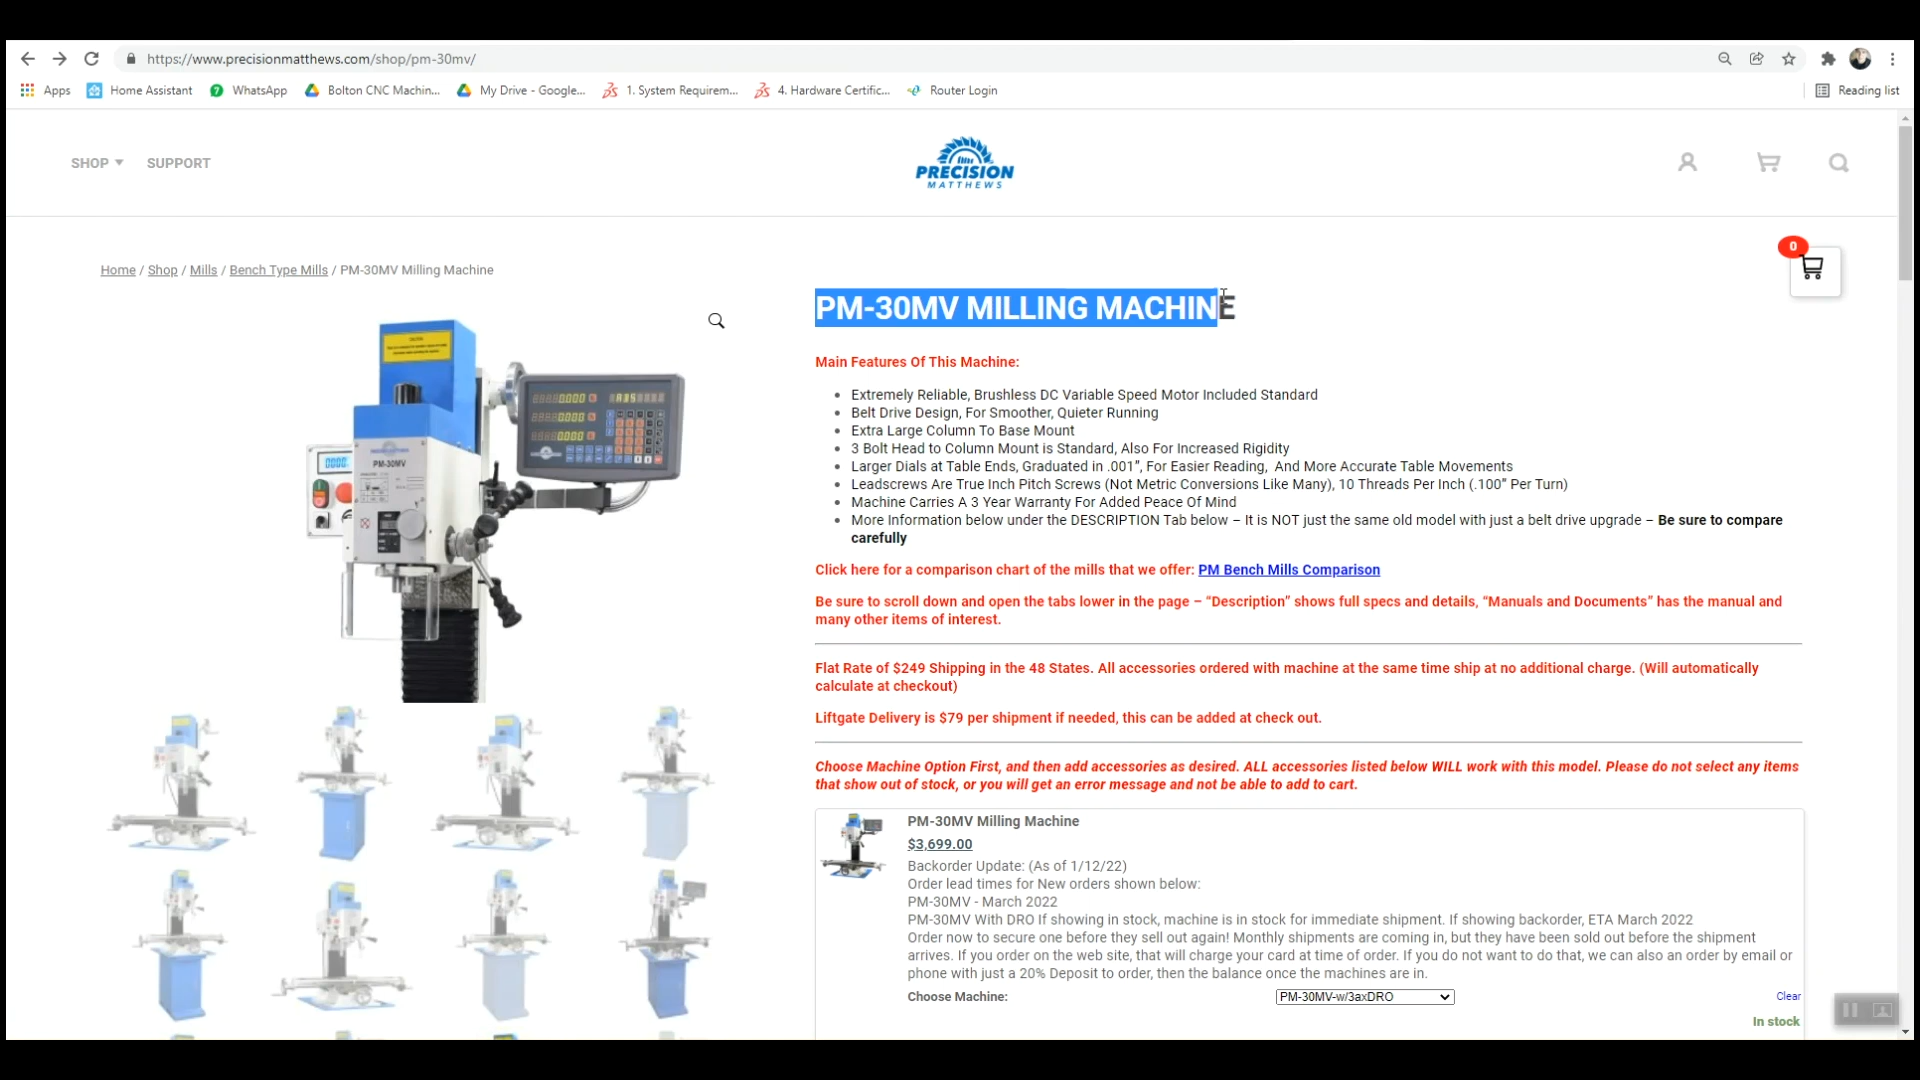 https://www.precisionmatthews.com/shop/pm-30mv/
Apps Home Assistant WhatsApp Bolton CNC Machin... My Drive - Google... 1. System Requirem... 4. Hardware Certific... Router Login Reading list
SHOP SUPPORT
PRECISION
MATTHEWS
0
Home / Shop / Mills / Bench Type Mills / PM-30MV Milling Machine
PM-30MV MILLING MACHINE
Main Features Of This Machine:
Extremely Reliable, Brushless DC Variable Speed Motor Included Standard
Belt Drive Design, For Smoother, Quieter Running
Extra Large Column To Base Mount
3 Bolt Head to Column Mount is Standard, Also For Increased Rigidity
Larger Dials at Table Ends, Graduated in .001”, For Easier Reading, And More Accurate Table Movements
Leadscrews Are True Inch Pitch Screws (Not Metric Conversions Like Many), 10 Threads Per Inch (.100” Per Turn)
Machine Carries A 3 Year Warranty For Added Peace Of Mind
More Information below under the DESCRIPTION Tab below – It is NOT just the same old model with just a belt drive upgrade – Be sure to compare
carefully
Click here for a comparison chart of the mills that we offer: PM Bench Mills Comparison
Be sure to scroll down and open the tabs lower in the page – “Description” shows full specs and details, “Manuals and Documents” has the manual and
many other items of interest.
Flat Rate of $249 Shipping in the 48 States. All accessories ordered with machine at the same time ship at no additional charge. (Will automatically
calculate at checkout)
Liftgate Delivery is $79 per shipment if needed, this can be added at check out.
Choose Machine Option First, and then add accessories as desired. ALL accessories listed below WILL work with this model. Please do not select any items
that show out of stock, or you will get an error message and not be able to add to cart.
PM-30MV Milling Machine
$3,699.00
Backorder Update: (As of 1/12/22)
Order lead times for New orders shown below:
PM-30MV - March 2022
PM-30MV With DRO If showing in stock, machine is in stock for immediate shipment. If showing backorder, ETA March 2022
Order now to secure one before they sell out again! Monthly shipments are coming in, but they have been sold out before the shipment
arrives. If you order on the web site, that will charge your card at time of order. If you do not want to do that, we can also an order by email or
phone with just a 20% Deposit to order, then the balance once the machines are in.
Choose Machine: PM-30MV-w/3axDRO Clear
In stock
PM-30MV